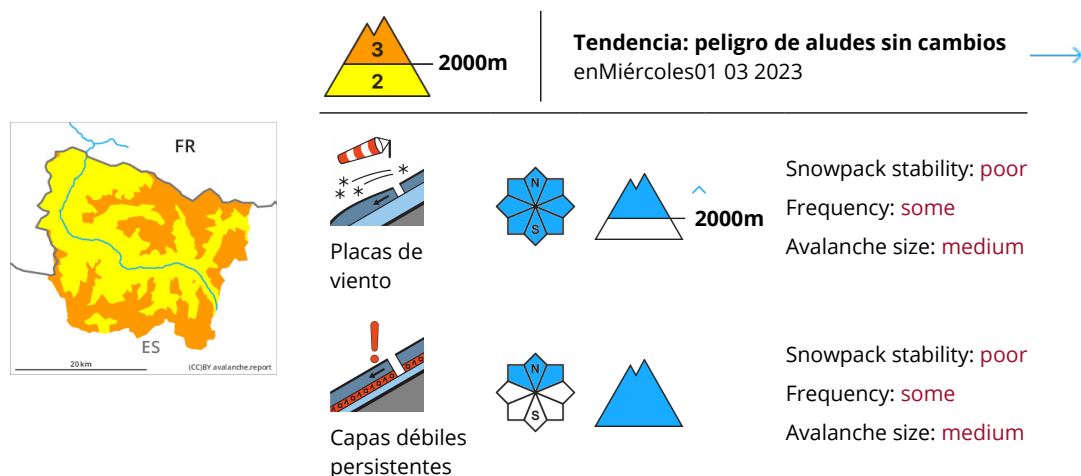 3
2
2000m
Tendencia: peligro de aludes sin cambios
enMiércoles01 03 2023
FR
ES
20 km
(CC)BY avalanche.report
Placas de
viento
N
S
2000m
Snowpack stability: poor
Frequency: some
Avalanche size: medium
Capas débiles
persistentes
N
S
Snowpack stability: poor
Frequency: some
Avalanche size: medium